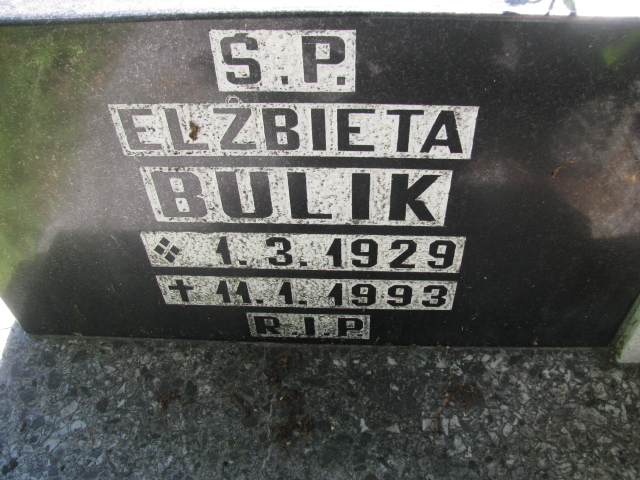 Ś.P.
ELŻBIETA
BULIK
❖ 1.3.1929
✝ 11.1.1993
R.I.P.